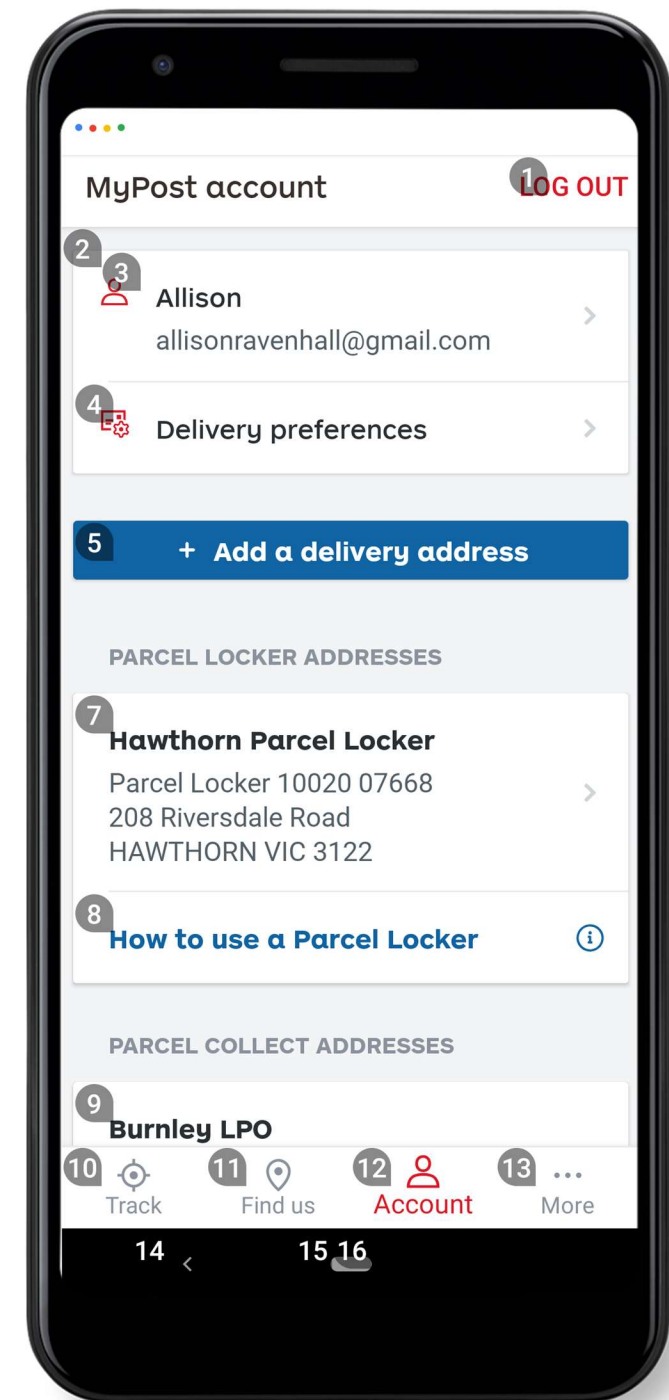 MyPost account
1
LOG OUT
2
3
Allison
allisonravenhall@gmail.com
4
Delivery preferences
5
+ Add a delivery address
PARCEL LOCKER ADDRESSES
7
Hawthorn Parcel Locker
Parcel Locker 10020 07668
208 Riversdale Road
HAWTHORN VIC 3122
8
How to use a Parcel Locker
PARCEL COLLECT ADDRESSES
9
Burnley LPO
10 11 12 13
Track Find us Account More
14 15 16